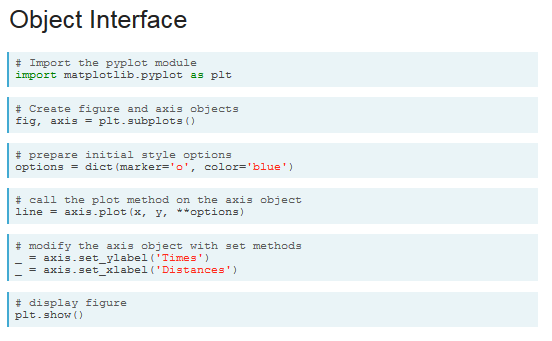 Object Interface
# Import the pyplot module
import matplotlib.pyplot as plt
# Create figure and axis objects
fig, axis = plt.subplots()
# prepare initial style options
options = dict(marker='o', color='blue')
# call the plot method on the axis object
line = axis.plot(x, y, **options)
# modify the axis object with set methods
_ = axis.set_ylabel('Times')
_ = axis.set_xlabel('Distances')
# display figure
plt.show()